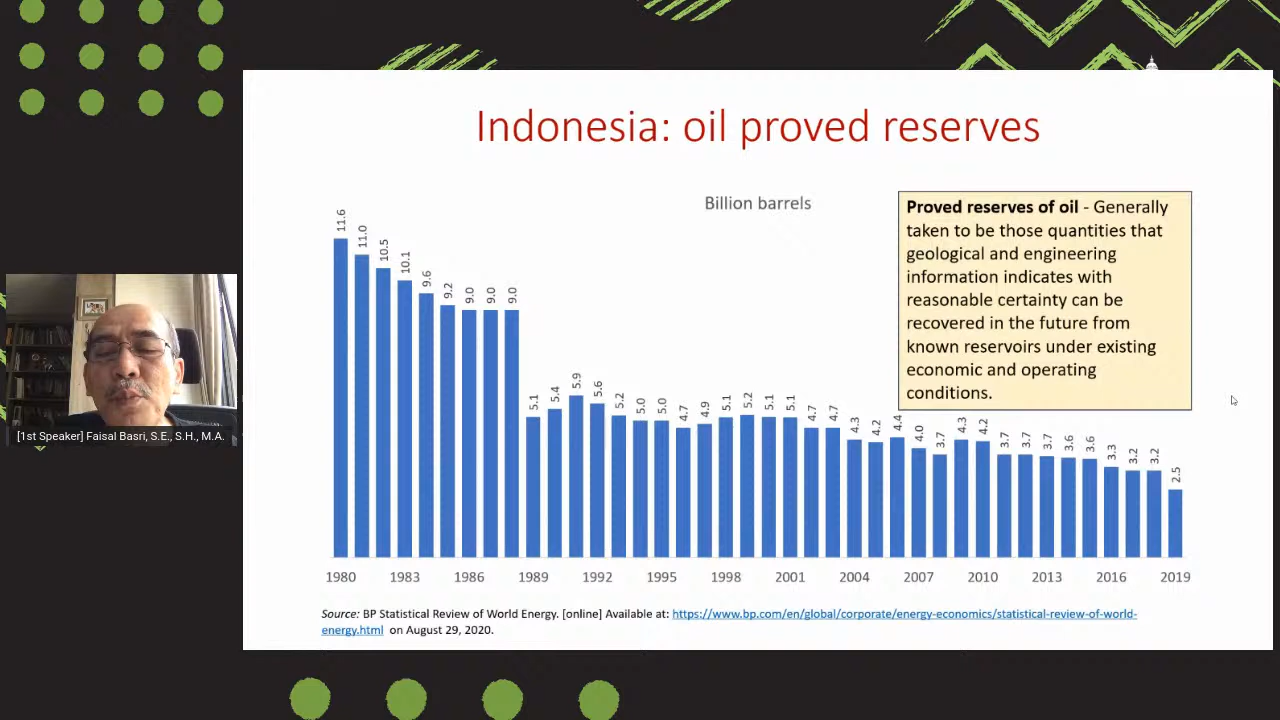 Indonesia: oil proved reserves
Billion barrels
Proved reserves of oil - Generally
taken to be those quantities that
geological and engineering
information indicates with
reasonable certainty can be
recovered in the future from
known reservoirs under existing
economic and operating
conditions.
11.6 11.0 10.5 10.1 9.6 9.2 9.0 9.0 9.0 5.1 5.4 5.9 5.6 5.2 5.0 5.0 4.7 4.9 5.1 5.2 5.1 5.1 4.7 4.7 4.3 4.2 4.4 4.0 3.7 4.3 4.2 3.7 3.7 3.7 3.6 3.6 3.3 3.2 3.2 2.5
[1st Speaker] Faisal Basri, S.E., S.H., M.A.
1980 1983 1986 1989 1992 1995 1998 2001 2004 2007 2010 2013 2016 2019
Source: BP Statistical Review of World Energy. [online] Available at: https://www.bp.com/en/global/corporate/energy-economics/statistical-review-of-world-
energy.html on August 29, 2020.